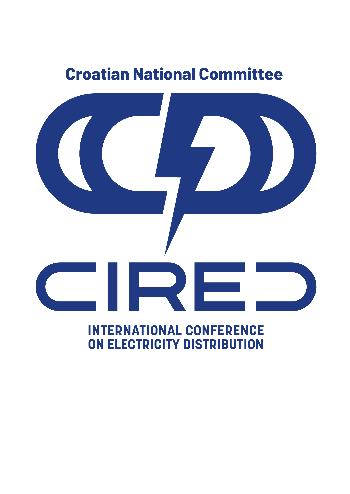 Croatian National Committee
CIRED
INTERNATIONAL CONFERENCE
ON ELECTRICITY DISTRIBUTION